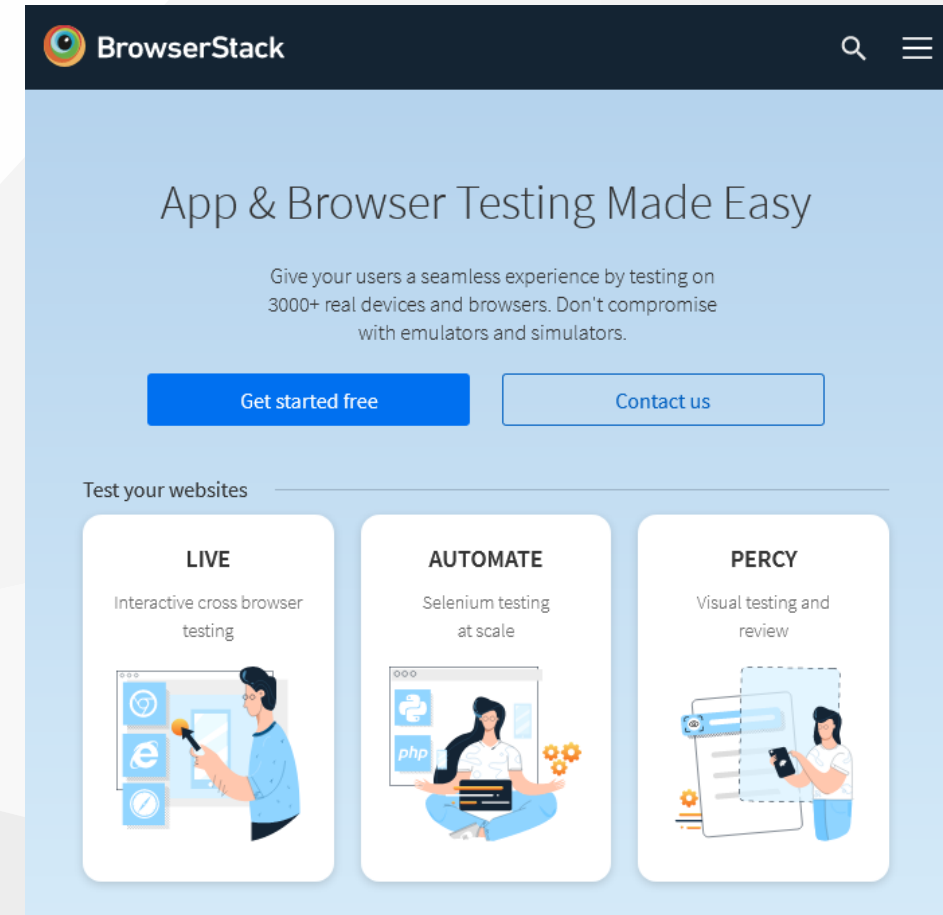 BrowserStack
App & Browser Testing Made Easy
Give your users a seamless experience by testing on
3000+ real devices and browsers. Don't compromise
with emulators and simulators.
Get started free
Contact us
Test your websites
LIVE
Interactive cross browser
testing
AUTOMATE
Selenium testing
at scale
php
PERCY
Visual testing and
review